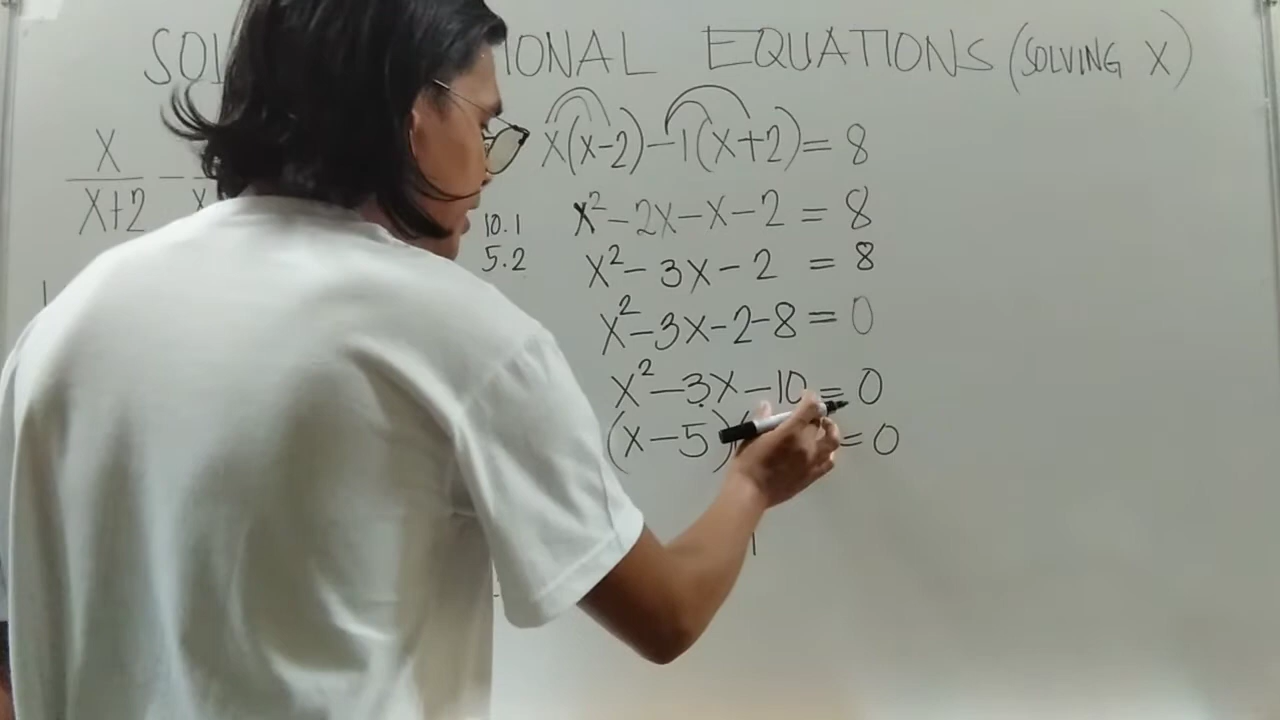 SOL IONAL EQUATIONS (SOLVING X)
X
X+2
–
X
10.1
5.2
X(X–2)–1(X+2)= 8
X²–2X–X–2 = 8
X²–3X–2 = 8
X²–3X–2–8 = 0
X²–3X–10 = 0
(X–5)( = 0